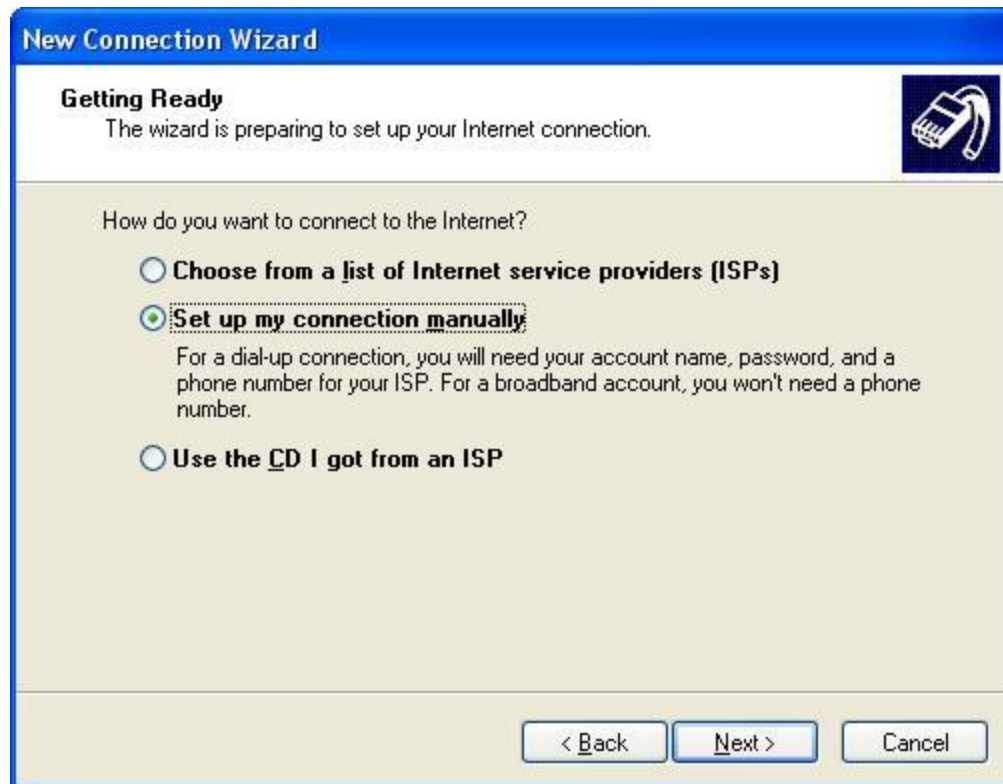 New Connection Wizard
Getting Ready
The wizard is preparing to set up your Internet connection.
How do you want to connect to the Internet?
Choose from a list of Internet service providers (ISPs)
Set up my connection manually
For a dial-up connection, you will need your account name, password, and a
phone number for your ISP. For a broadband account, you won't need a phone
number.
Use the CD I got from an ISP
< Back Next > Cancel